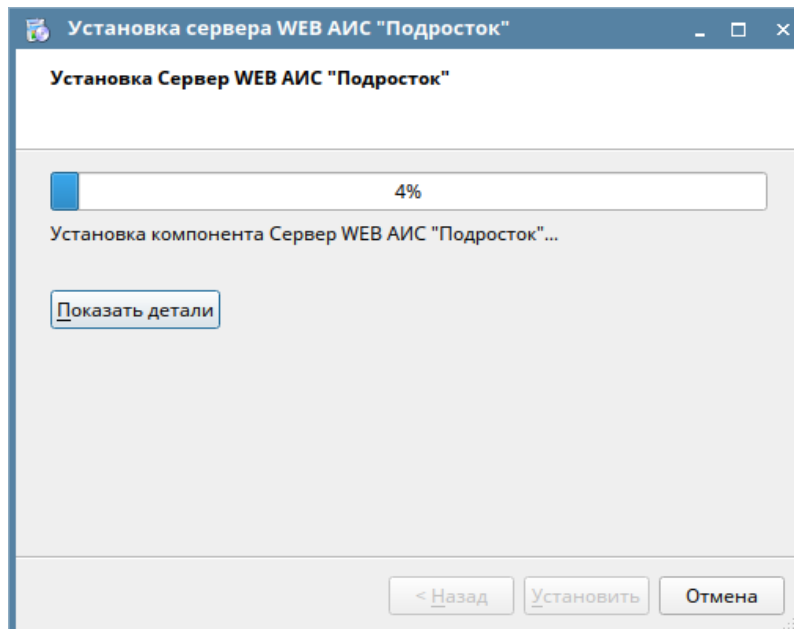 Установка сервера WEB АИС "Подросток"
Установка Сервер WEB АИС "Подросток"
4%
Установка компонента Сервер WEB АИС "Подросток"...
Показать детали
< Назад
Установить
Отмена